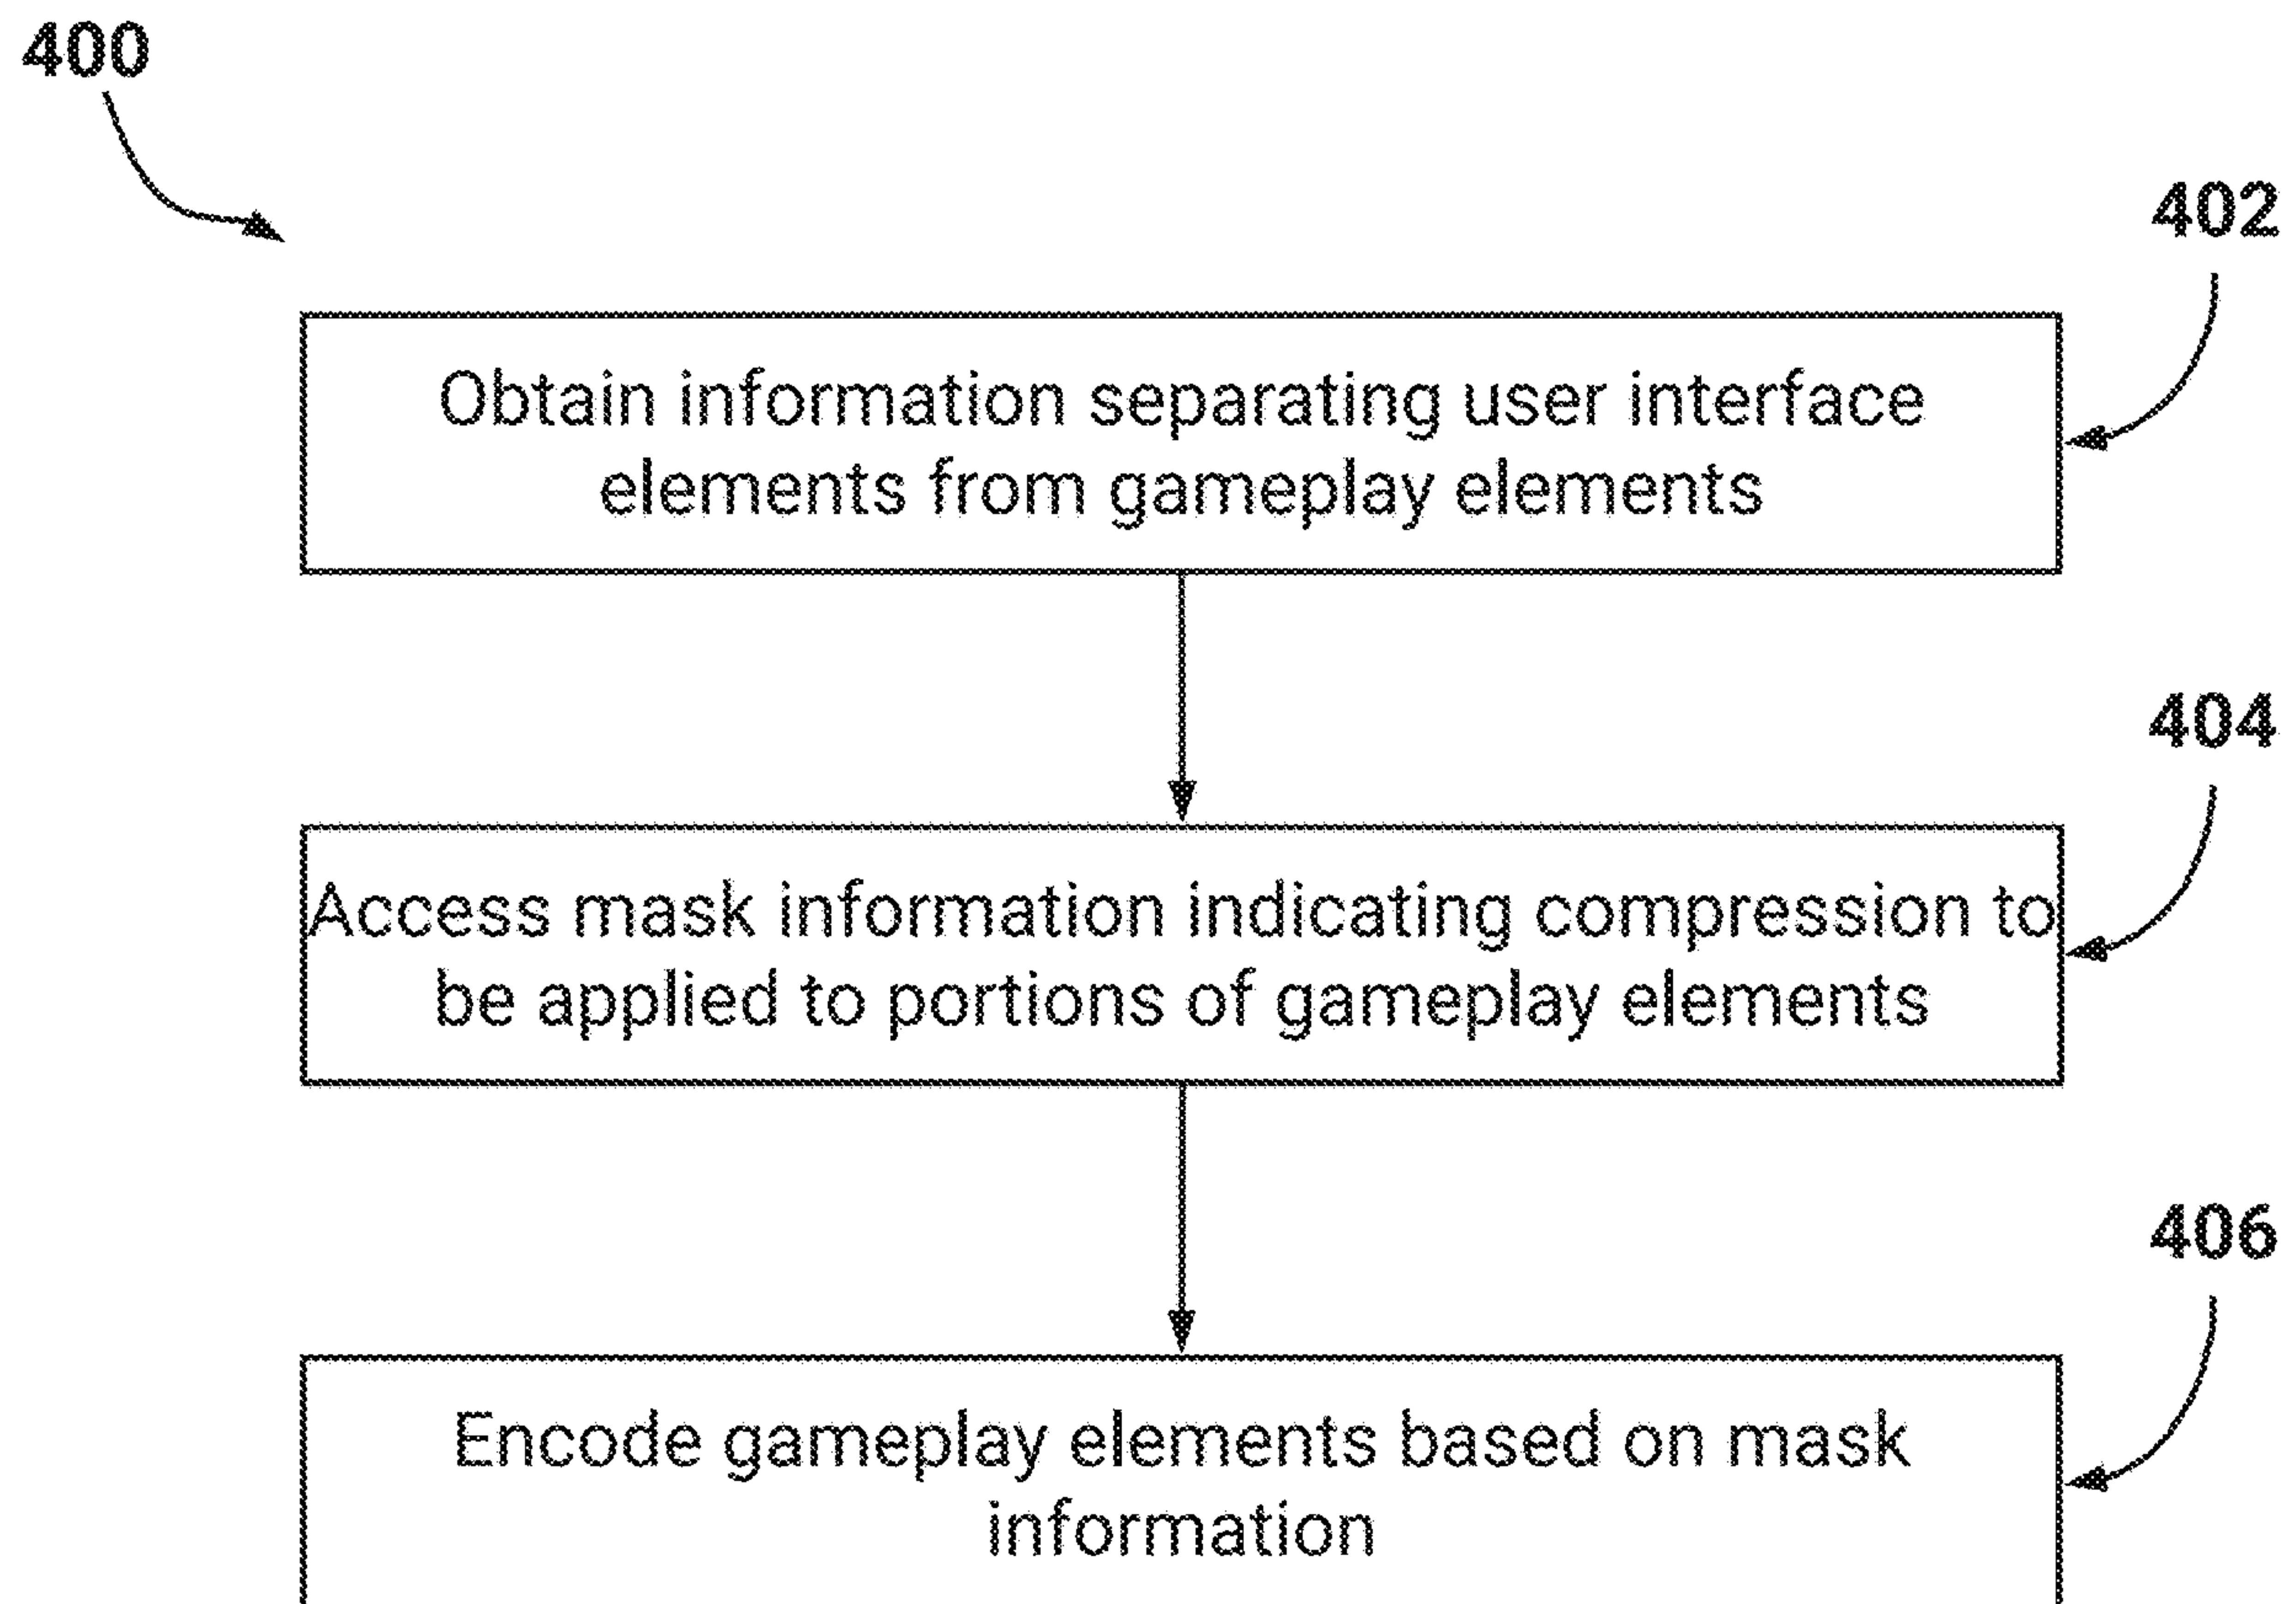 400
402
Obtain information separating user interface
elements from gameplay elements
404
Access mask information indicating compression to
be applied to portions of gameplay elements
406
Encode gameplay elements based on mask
information